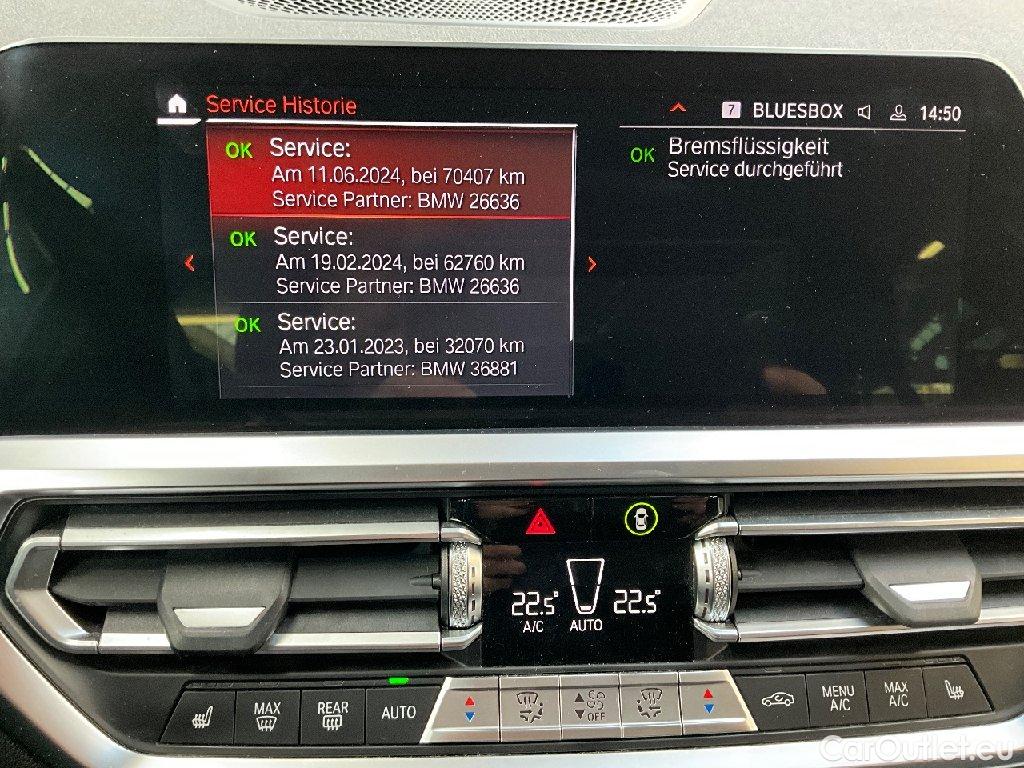 Service Historie
7 BLUESBOX 14:50
OK Service:
Am 11.06.2024, bei 70407 km
Service Partner: BMW 26636
OK Service:
Am 19.02.2024, bei 62760 km
Service Partner: BMW 26636
OK Service:
Am 23.01.2023, bei 32070 km
Service Partner: BMW 36881
OK Bremsflüssigkeit
Service durchgeführt
22.5° 22.5°
A/C AUTO
MAX
REAR
AUTO
OFF
MENU
A/C
MAX
A/C
CarOutlet.eu